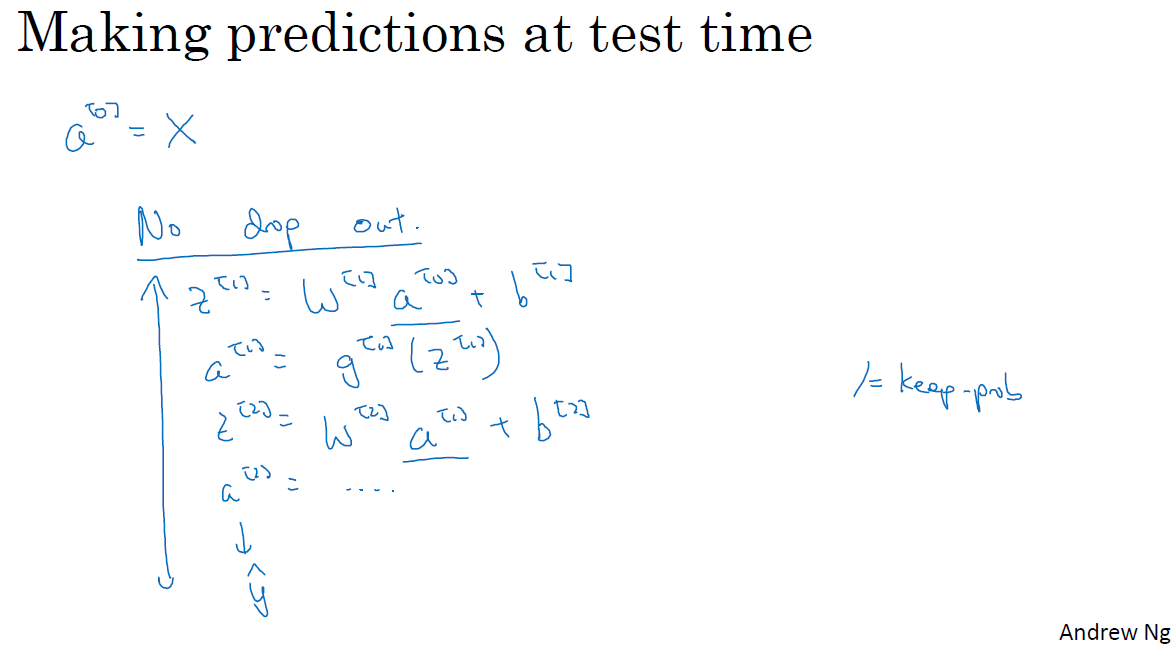 Making predictions at test time
a^[0] = X
No drop out.
z^[1] = W^[1] a^[0] + b^[1]
a^[1] = g^[1] (z^[1])
z^[2] = W^[2] a^[1] + b^[2]
a^[2] = ....
↓
ŷ
/= keep-prob
Andrew Ng